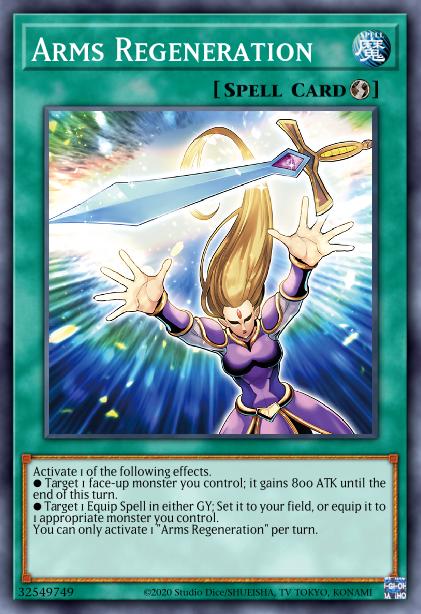 ARMS REGENERATION
SPELL
魔
[SPELL CARD]
Activate 1 of the following effects.
● Target 1 face-up monster you control; it gains 800 ATK until the
end of this turn.
● Target 1 Equip Spell in either GY; Set it to your field, or equip it to
1 appropriate monster you control.
You can only activate 1 "Arms Regeneration" per turn.
32549749
©2020 Studio Dice/SHUEISHA, TV TOKYO, KONAMI